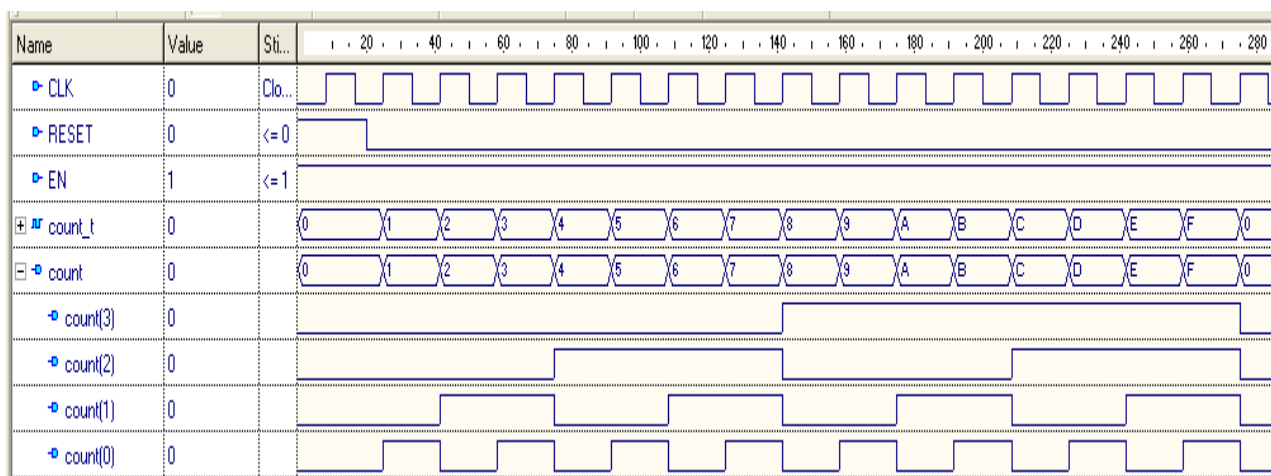 Name Value Sti... 20 40 60 80 100 120 140 160 180 200 220 240 260 280
CLK 0 Clo...
RESET 0 <= 0
EN 1 <= 1
count_t 0 0 1 2 3 4 5 6 7 8 9 A B C D E F 0
count 0 0 1 2 3 4 5 6 7 8 9 A B C D E F 0
count(3) 0
count(2) 0
count(1) 0
count(0) 0